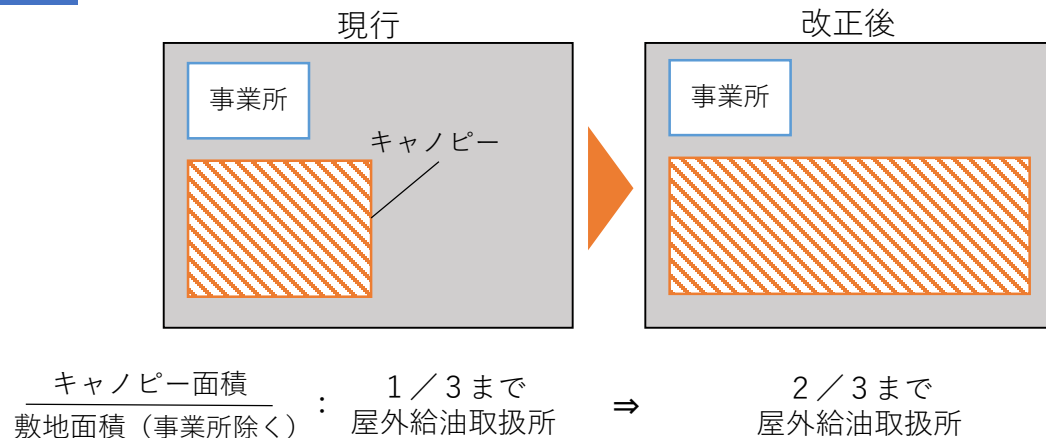 現行
改正後
事業所
事業所
キャノピー
キャノピー面積
敷地面積（事業所除く）
：
1／3まで
屋外給油取扱所
⇒
2／3まで
屋外給油取扱所